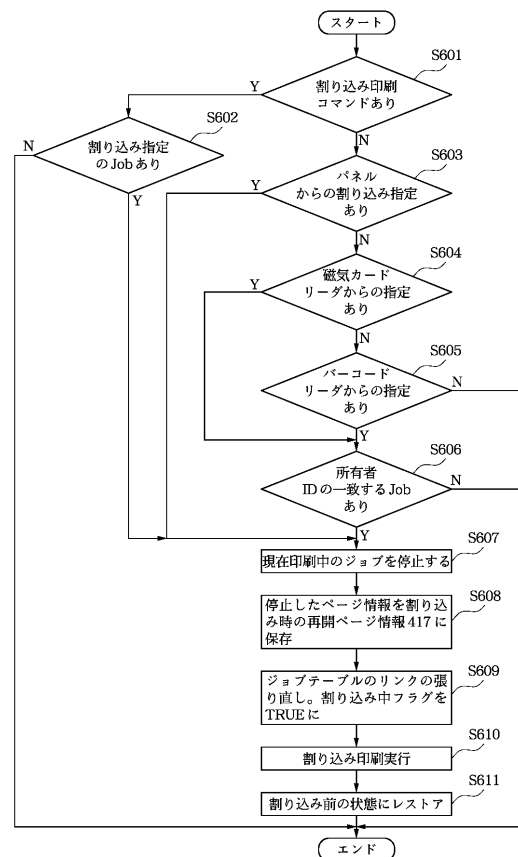 スタート
S601
割り込み印刷
コマンドあり
Y
N
S602
割り込み指定
のJobあり
N
Y
S603
パネル
からの割り込み指定
あり
Y
N
S604
磁気カード
リーダからの指定
あり
Y
N
S605
バーコード
リーダからの指定
あり
N
Y
S606
所有者
IDの一致するJob
あり
N
Y
S607
現在印刷中のジョブを停止する
S608
停止したページ情報を割り込
み時の再開ページ情報417に
保存
S609
ジョブテーブルのリンクの張
り直し。割り込み中フラグを
TRUEに
S610
割り込み印刷実行
S611
割り込み前の状態にレストア
エンド